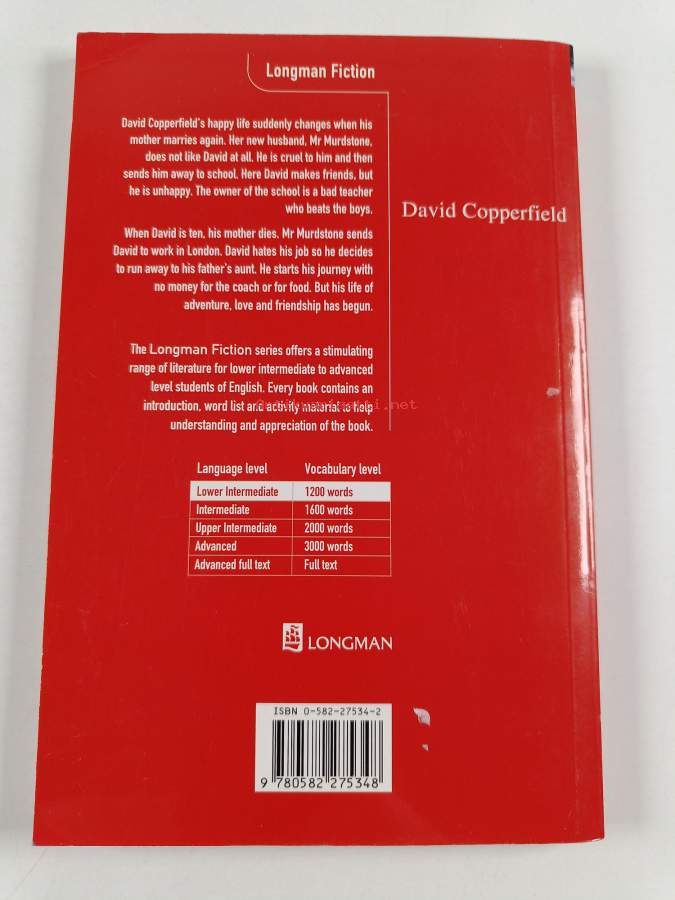 Longman Fiction
David Copperfield's happy life suddenly changes when his
mother marries again. Her new husband, Mr Murdstone,
does not like David at all. He is cruel to him and then
sends him away to school. Here David makes friends, but
he is unhappy. The owner of the school is a bad teacher
who beats the boys.
When David is ten, his mother dies. Mr Murdstone sends
David to work in London. David hates his job so he decides
to run away to his father's aunt. He starts his journey with
no money for the coach or for food. But his life of
adventure, love and friendship has begun.
The Longman Fiction series offers a stimulating
range of literature for lower intermediate to advanced
level students of English. Every book contains an
introduction, word list and activity material to help
understanding and appreciation of the book.
Language level Vocabulary level
Lower Intermediate 1200 words
Intermediate 1600 words
Upper Intermediate 2000 words
Advanced 3000 words
Advanced full text Full text
LONGMAN
ISBN 0-582-27534-2
9 780582 275348
David Copperfield